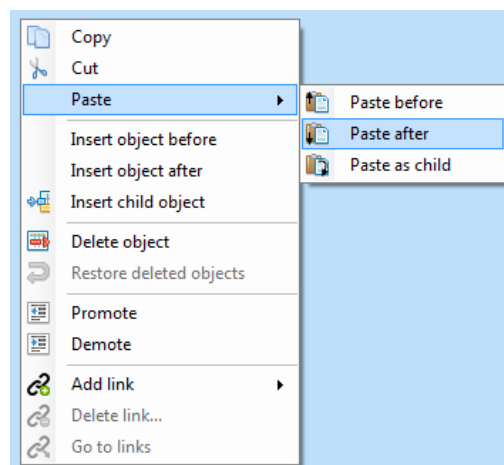 Copy
Cut
Paste
Insert object before
Insert object after
Insert child object
Delete object
Restore deleted objects
Promote
Demote
Add link
Delete link...
Go to links
Paste before
Paste after
Paste as child